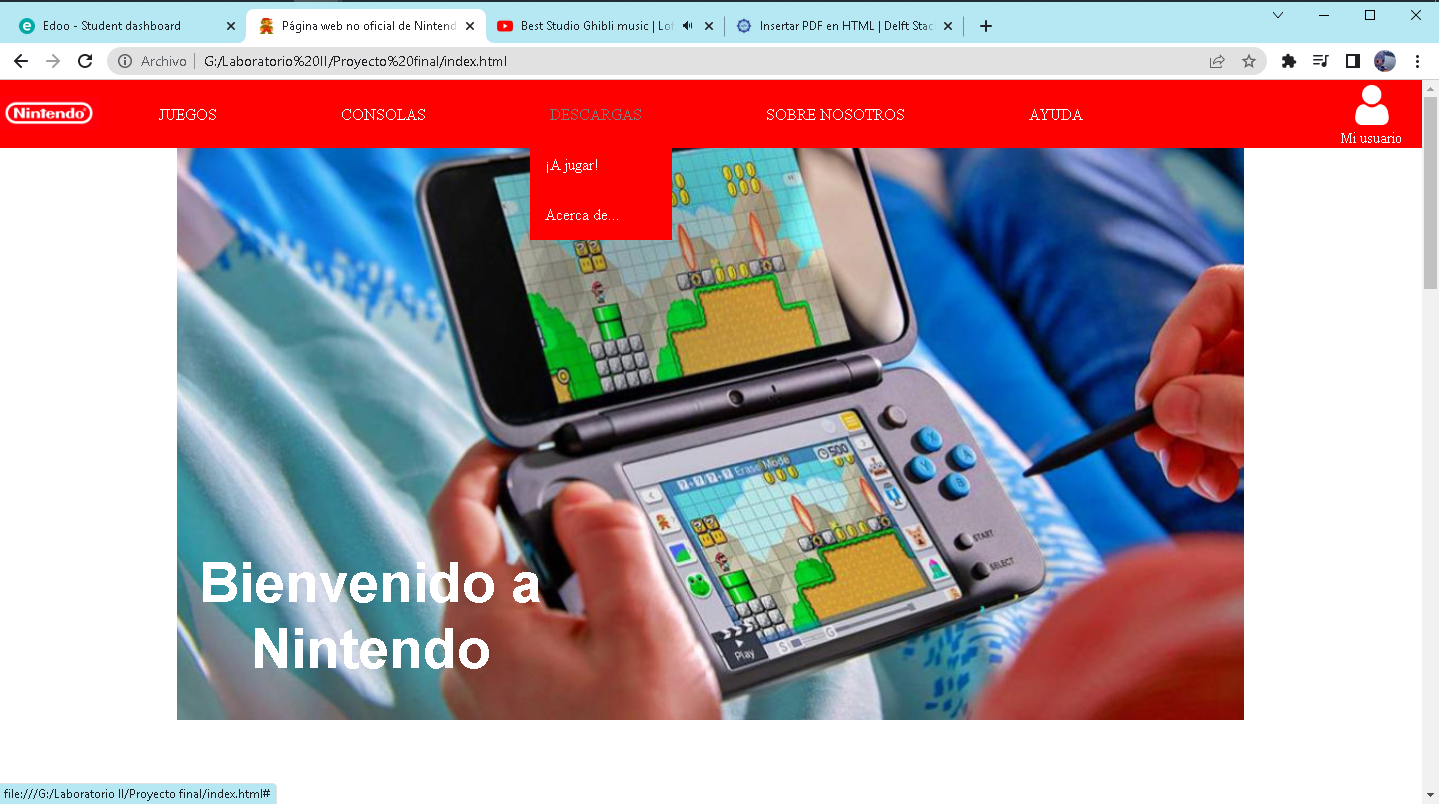 Edoo - Student dashboard
Página web no oficial de Nintend
Best Studio Ghibli music | Lof
Insertar PDF en HTML | Delft Stac
Archivo
G:/Laboratorio%20II/Proyecto%20final/index.html
Nintendo
JUEGOS
CONSOLAS
DESCARGAS
SOBRE NOSOTROS
AYUDA
Mi usuario
¡A jugar!
Acerca de...
Erase Mode
500
X
Y
A
B
START
SELECT
S
G
Play
Bienvenido a
Nintendo
file:///G:/Laboratorio II/Proyecto final/index.html#